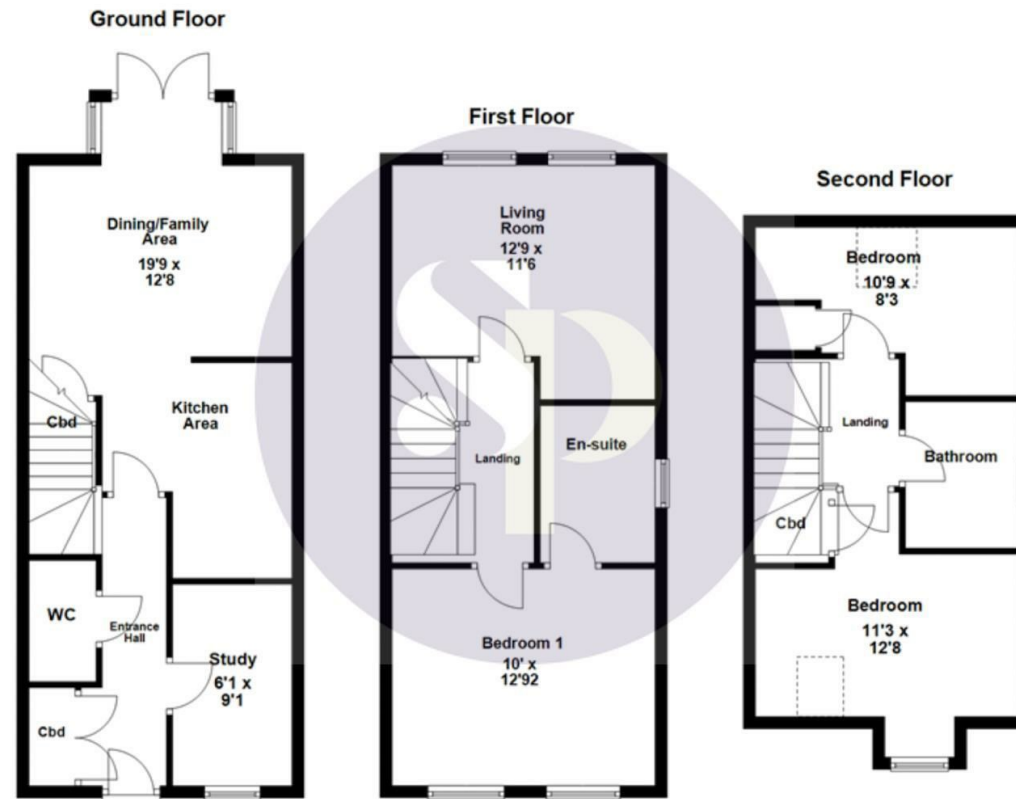 Ground Floor
Dining/Family
Area
19'9 x
12'8
Cbd
Kitchen
Area
WC
Entrance
Hall
Study
6'1 x
9'1
Cbd
First Floor
Living
Room
12'9 x
11'6
Landing
En-suite
Bedroom 1
10' x
12'92
Second Floor
Bedroom
10'9 x
8'3
Landing
Bathroom
Cbd
Bedroom
11'3 x
12'8
sp